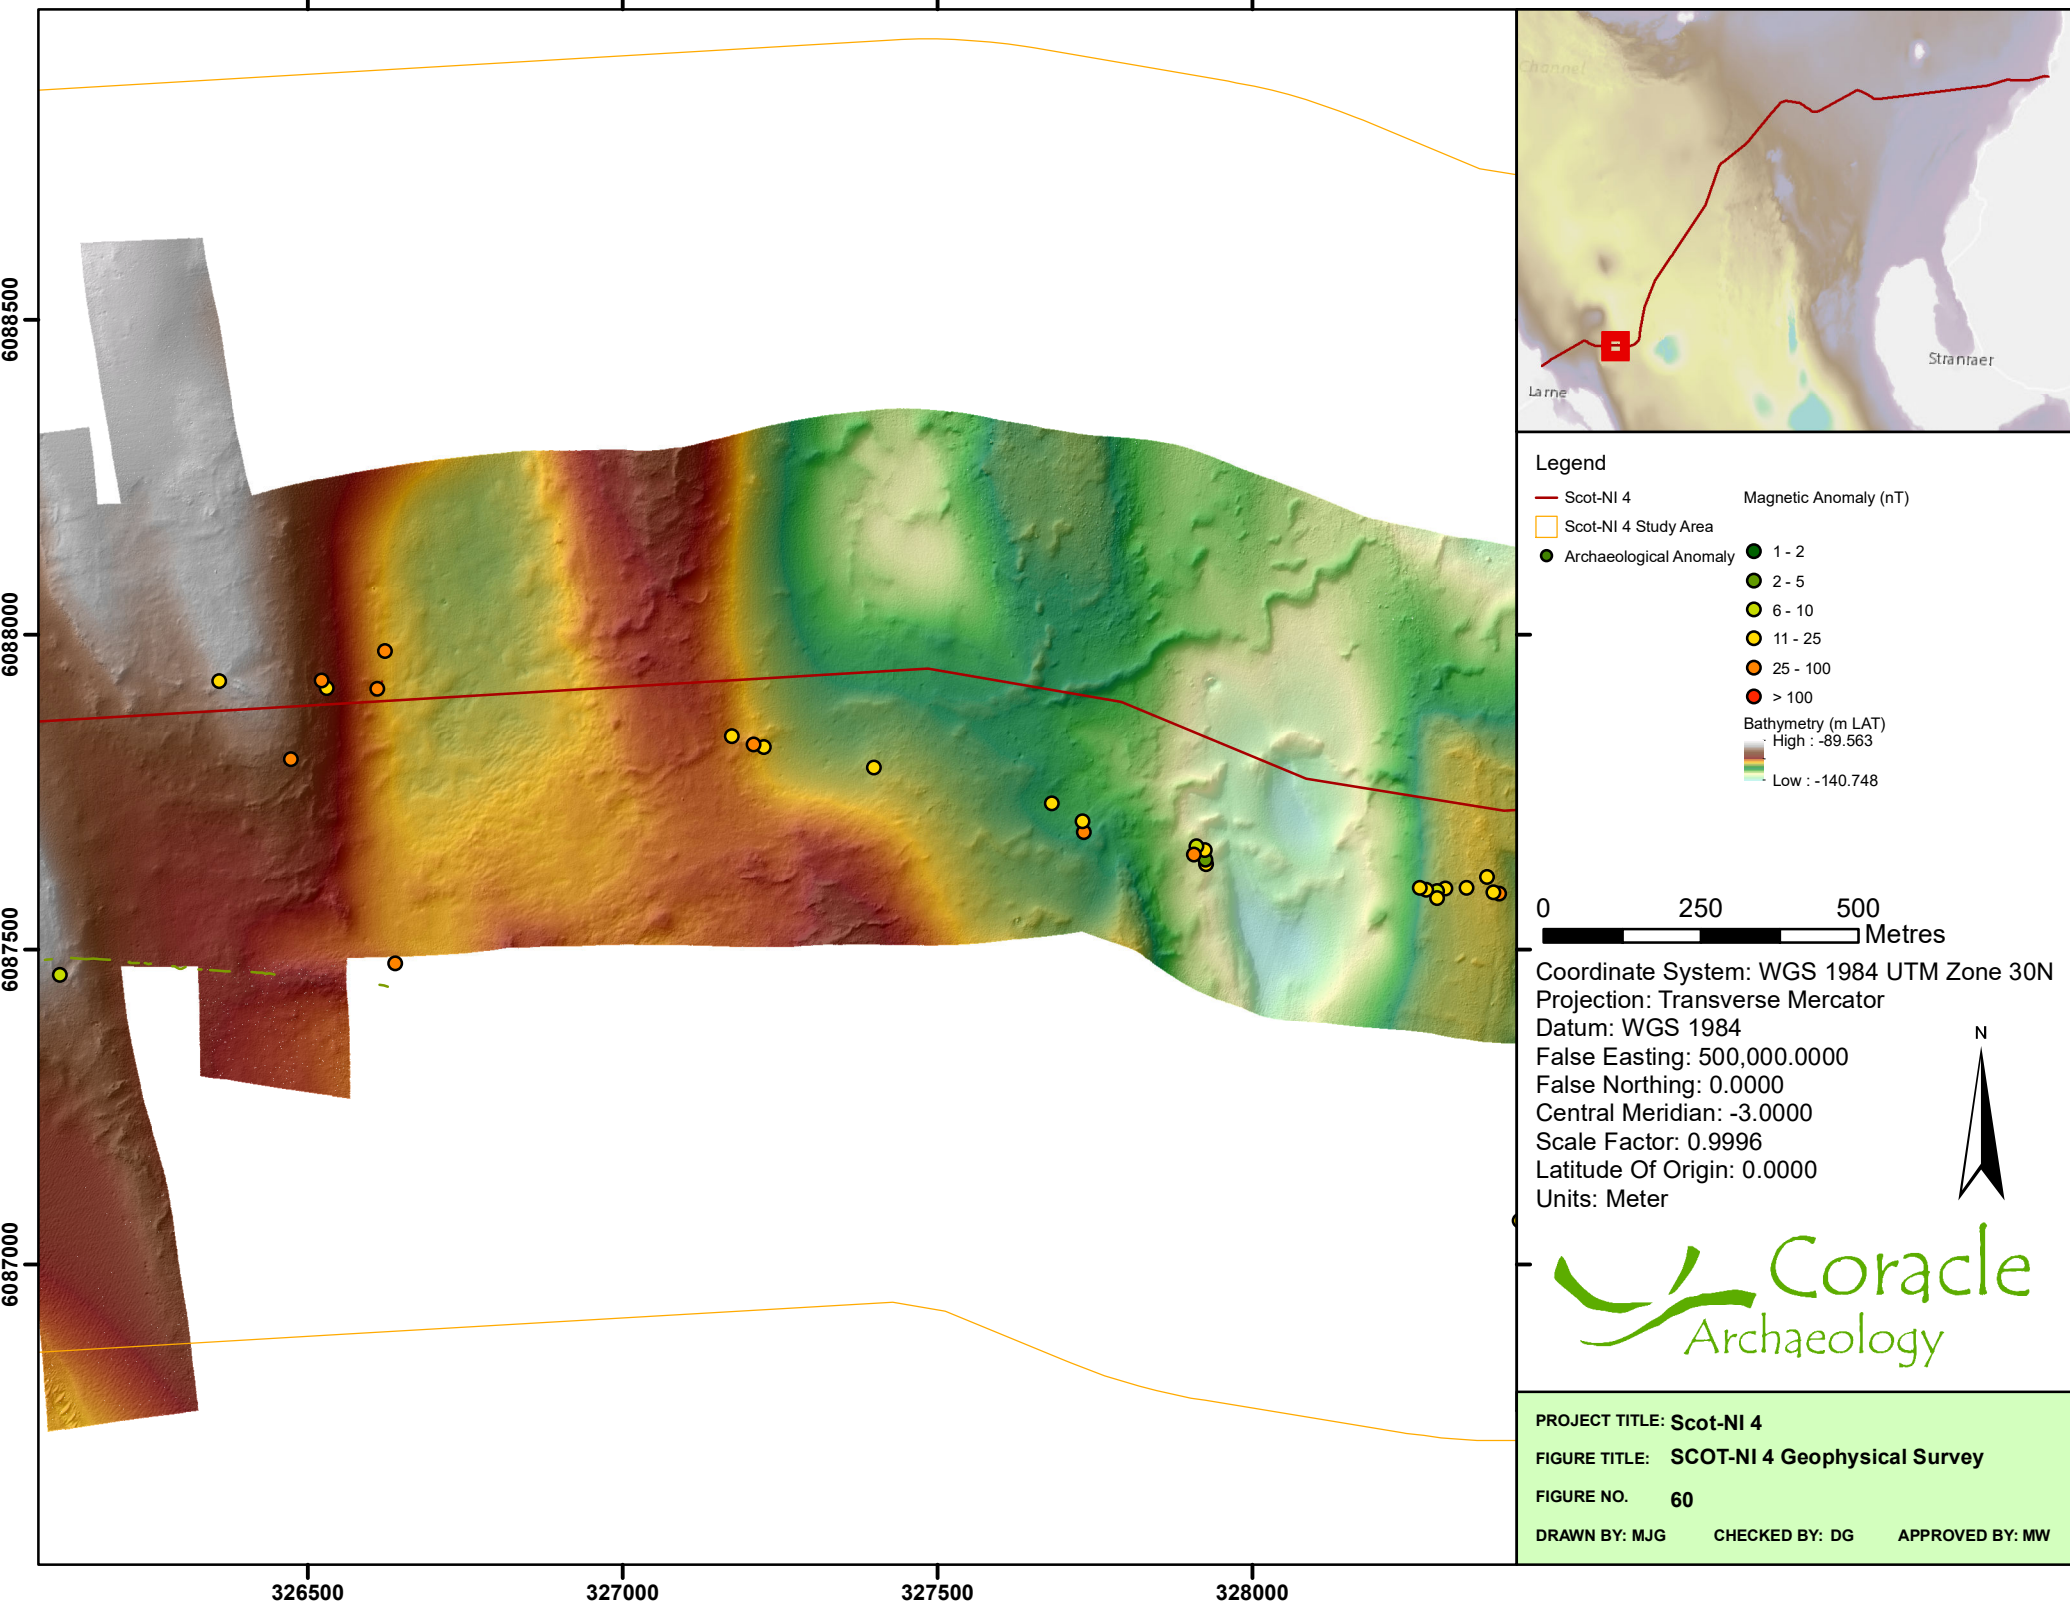 Channel
Larne
Stranraer
6088500
6088000
6087500
6087000
326500
327000
327500
328000
Legend
Scot-NI 4
Scot-NI 4 Study Area
Archaeological Anomaly
Magnetic Anomaly (nT)
1 - 2
2 - 5
6 - 10
11 - 25
25 - 100
> 100
Bathymetry (m LAT)
High : -89.563
Low : -140.748
0 250 500
Metres
Coordinate System: WGS 1984 UTM Zone 30N
Projection: Transverse Mercator
Datum: WGS 1984
False Easting: 500,000.0000
False Northing: 0.0000
Central Meridian: -3.0000
Scale Factor: 0.9996
Latitude Of Origin: 0.0000
Units: Meter
N
Coracle
Archaeology
PROJECT TITLE: Scot-NI 4
FIGURE TITLE: SCOT-NI 4 Geophysical Survey
FIGURE NO. 60
DRAWN BY: MJG CHECKED BY: DG APPROVED BY: MW